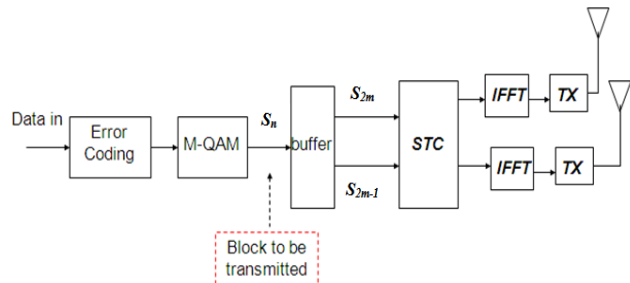 Data in
Error
Coding
M-QAM
Sn
buffer
S2m
S2m-1
STC
IFFT
TX
IFFT
TX
Block to be
transmitted